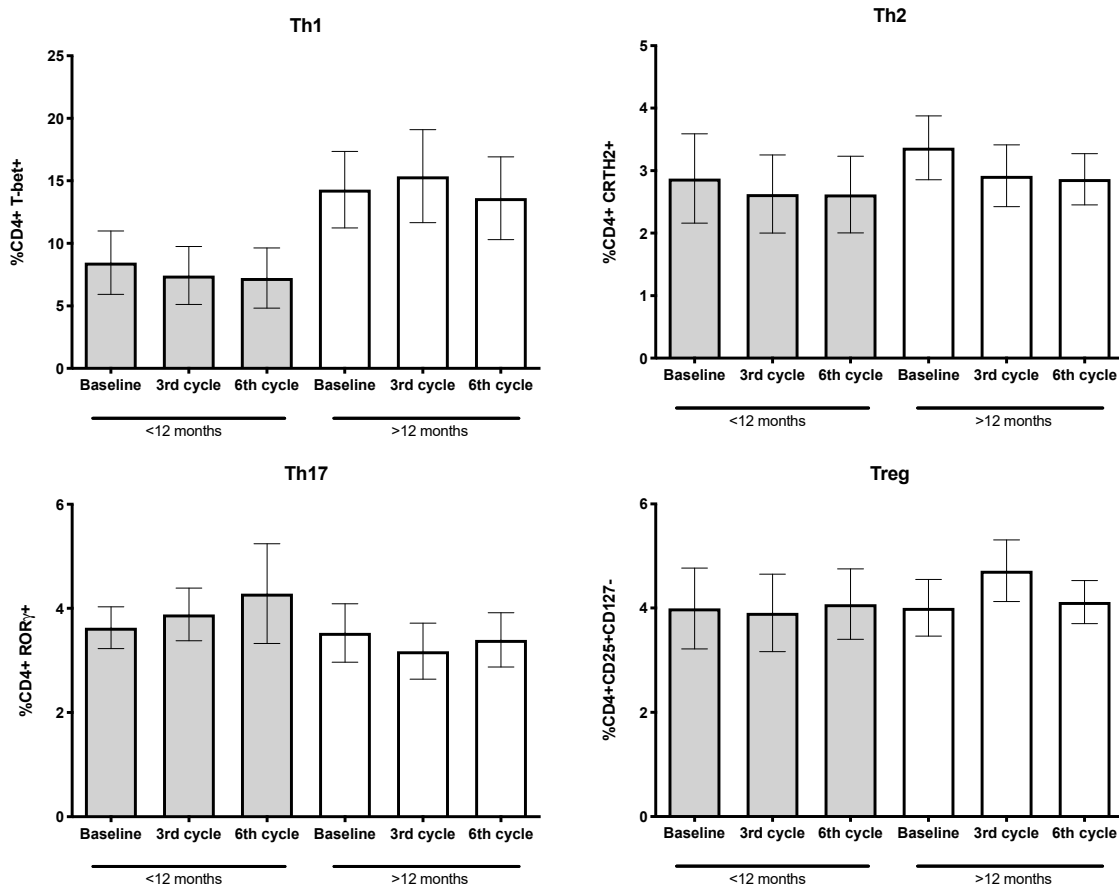 Th1
25
20
15
10
5
0
%CD4+ T-bet+
Baseline 3rd cycle 6th cycle Baseline 3rd cycle 6th cycle
<12 months >12 months
Th2
5
4
3
2
1
0
%CD4+ CRTH2+
Baseline 3rd cycle 6th cycle Baseline 3rd cycle 6th cycle
<12 months >12 months
Th17
6
4
2
0
%CD4+ RORγ+
Baseline 3rd cycle 6th cycle Baseline 3rd cycle 6th cycle
<12 months >12 months
Treg
6
4
2
0
%CD4+CD25+CD127-
Baseline 3rd cycle 6th cycle Baseline 3rd cycle 6th cycle
<12 months >12 months